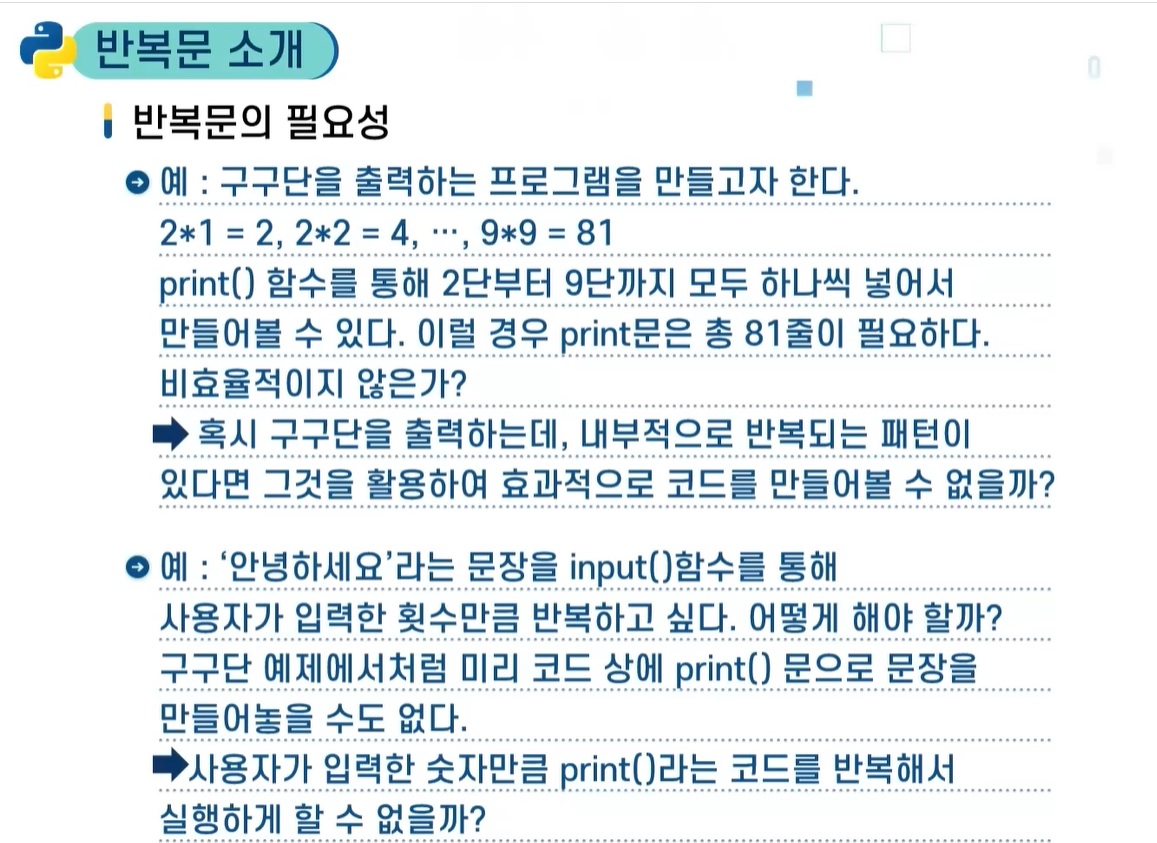 반복문 소개
반복문의 필요성
예 : 구구단을 출력하는 프로그램을 만들고자 한다.
2*1 = 2, 2*2 = 4, …, 9*9 = 81
print() 함수를 통해 2단부터 9단까지 모두 하나씩 넣어서
만들어볼 수 있다. 이럴 경우 print문은 총 81줄이 필요하다.
비효율적이지 않은가?
혹시 구구단을 출력하는데, 내부적으로 반복되는 패턴이
있다면 그것을 활용하여 효과적으로 코드를 만들어볼 수 없을까?
예 : ‘안녕하세요’라는 문장을 input()함수를 통해
사용자가 입력한 횟수만큼 반복하고 싶다. 어떻게 해야 할까?
구구단 예제에서처럼 미리 코드 상에 print() 문으로 문장을
만들어놓을 수도 없다.
사용자가 입력한 숫자만큼 print()라는 코드를 반복해서
실행하게 할 수 없을까?